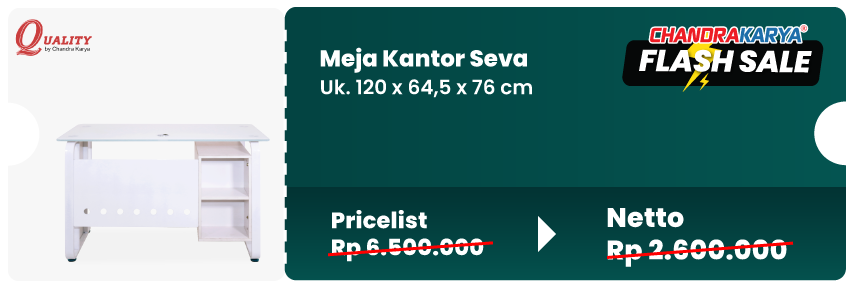 QUALITY
by Chandra Karya
Meja Kantor Seva
Uk. 120 x 64,5 x 76 cm
CHANDRAKARYA®
FLASH SALE
Pricelist
Rp 6.500.000
Netto
Rp 2.600.000